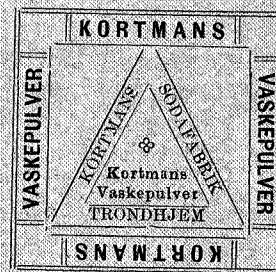 KORTMANS
VASKEPULVER
VASKEPULVER
KORTMANS
SODAFABRIK
Kortmans
Vaskepulver
TRONDHJEM
KORTMANS